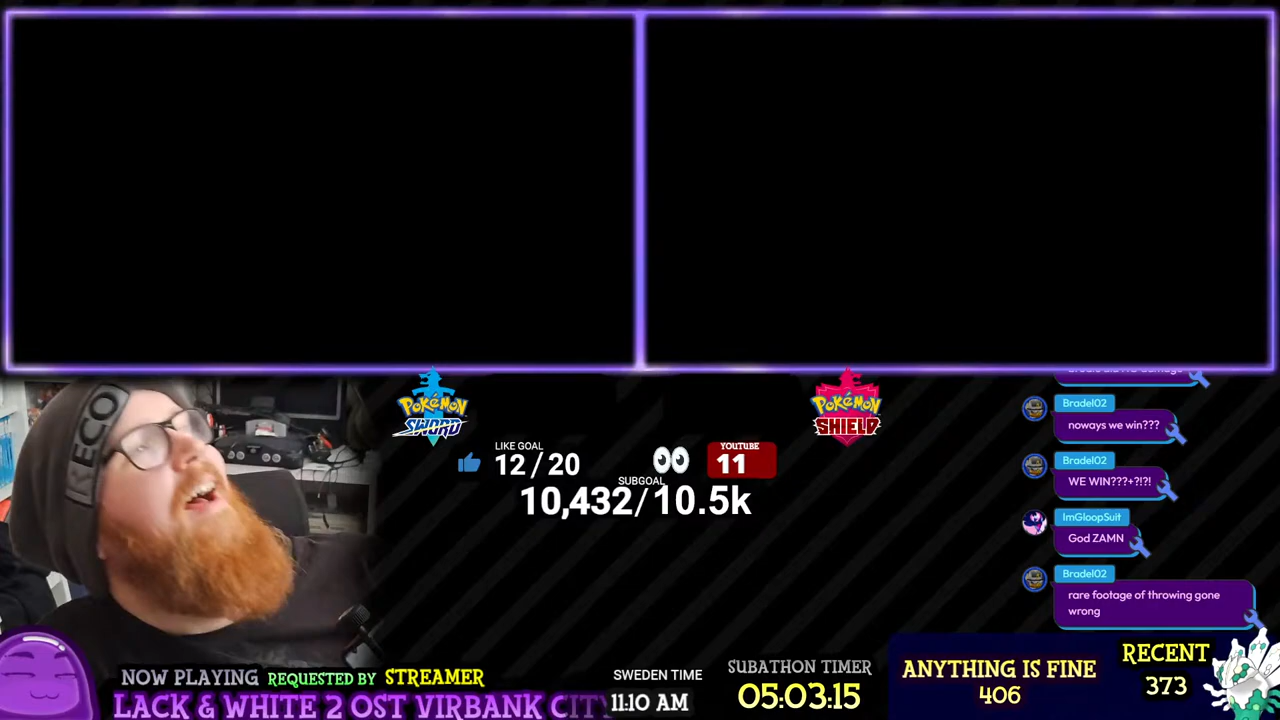 Bradel02
noways we win???
Bradel02
WE WIN???+?!?!
ImGloopSuit
God ZAMN
Bradel02
rare footage of throwing gone
wrong
POKéMON
SWORD
POKéMON
SHIELD
LIKE GOAL
12/20
YOUTUBE
11
SUBGOAL
10,432/10.5k
RECO
NOW PLAYING REQUESTED BY STREAMER
LACK & WHITE 2 OST VIRBANK CITY
SWEDEN TIME
11:10 AM
SUBATHON TIMER
05:03:15
ANYTHING IS FINE
406
RECENT
373